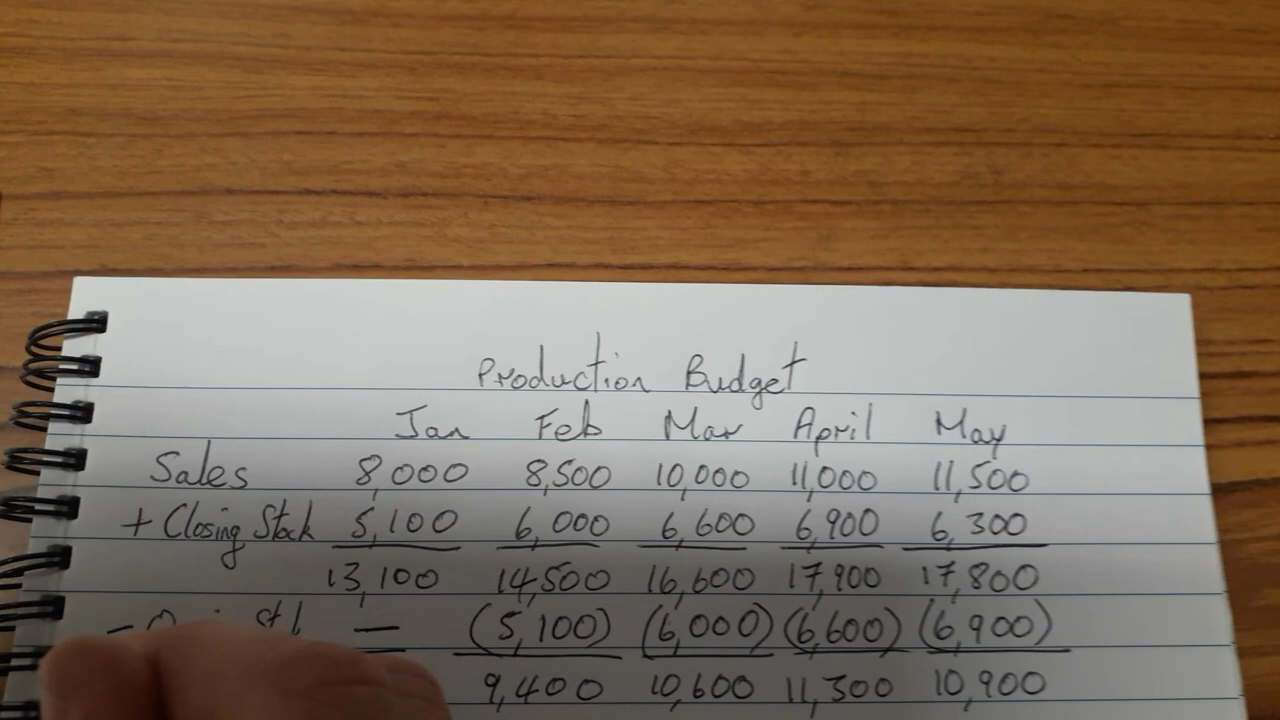 Production Budget
Jan Feb Mar April May
Sales 8,000 8,500 10,000 11,000 11,500
+ Closing Stock 5,100 6,000 6,600 6,900 6,300
13,100 14,500 16,600 17,900 17,800
- — (5,100) (6,000) (6,600) (6,900)
9,400 10,600 11,300 10,900